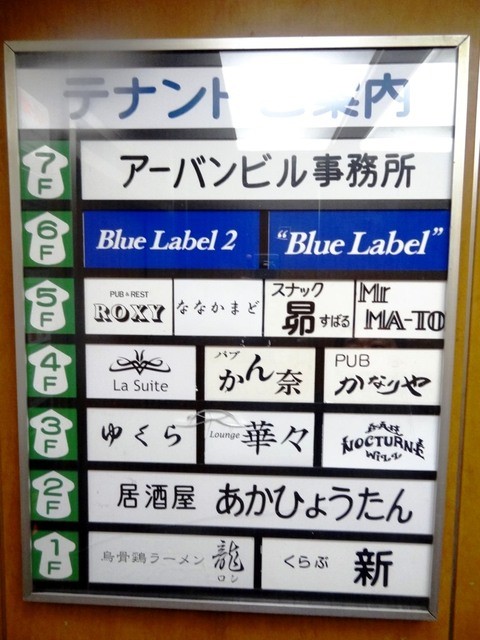 テナントご案内
7F
アーバンビル事務所
6F
Blue Label 2
“Blue Label”
5F
PUB & REST
ROXY
ななかまど
スナック
昴 すばる
Mr
MA-TO
4F
La Suite
パブ
かん奈
PUB
かなりや
3F
ゆくら
Lounge 華々
BAR
NOCTURNE
WiLL
2F
居酒屋 あかひょうたん
1F
烏骨鶏ラーメン 龍
ロン
くらぶ 新